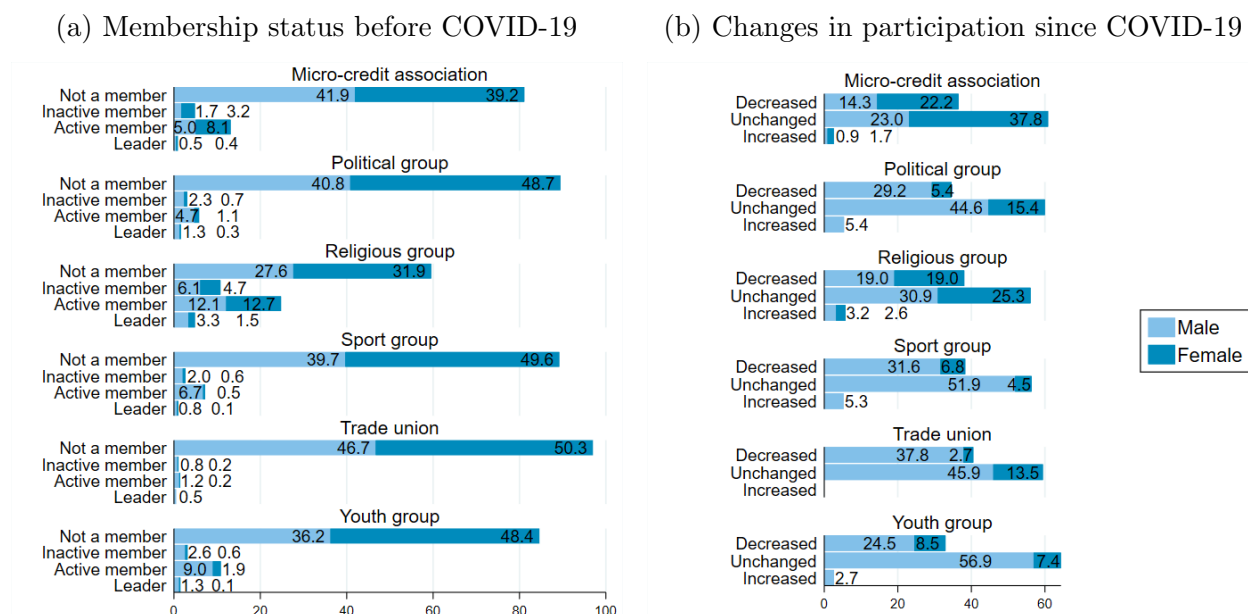 (a) Membership status before COVID-19
Micro-credit association
Not a member 41.9 39.2
Inactive member 1.7 3.2
Active member 5.0 8.1
Leader 0.5 0.4
Political group
Not a member 40.8 48.7
Inactive member 2.3 0.7
Active member 4.7 1.1
Leader 1.3 0.3
Religious group
Not a member 27.6 31.9
Inactive member 6.1 4.7
Active member 12.1 12.7
Leader 3.3 1.5
Sport group
Not a member 39.7 49.6
Inactive member 2.0 0.6
Active member 6.7 0.5
Leader 0.8 0.1
Trade union
Not a member 46.7 50.3
Inactive member 0.8 0.2
Active member 1.2 0.2
Leader 0.5
Youth group
Not a member 36.2 48.4
Inactive member 2.6 0.6
Active member 9.0 1.9
Leader 1.3 0.1
0 20 40 60 80 100
(b) Changes in participation since COVID-19
Micro-credit association
Decreased 14.3 22.2
Unchanged 23.0 37.8
Increased 0.9 1.7
Political group
Decreased 29.2 5.4
Unchanged 44.6 15.4
Increased 5.4
Religious group
Decreased 19.0 19.0
Unchanged 30.9 25.3
Increased 3.2 2.6
Sport group
Decreased 31.6 6.8
Unchanged 51.9 4.5
Increased 5.3
Trade union
Decreased 37.8 2.7
Unchanged 45.9 13.5
Increased
Youth group
Decreased 24.5 8.5
Unchanged 56.9 7.4
Increased 2.7
0 20 40 60
Male
Female